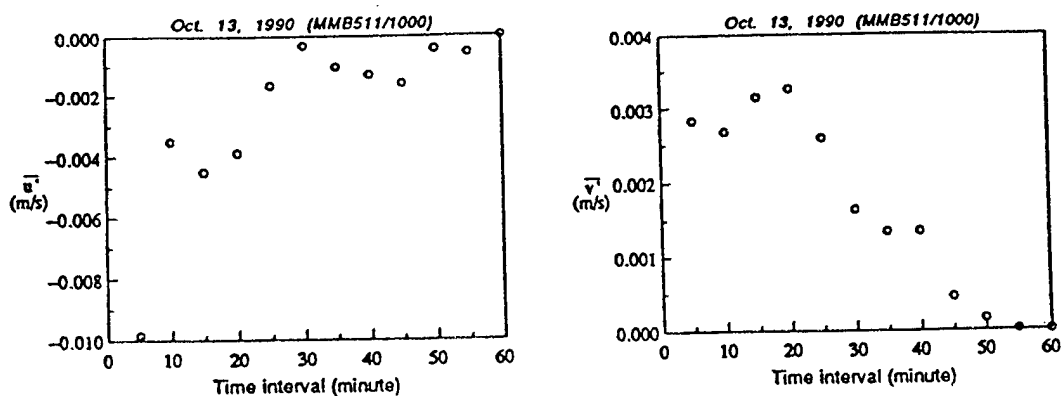 Oct. 13, 1990 (MMB511/1000)
0.000
-0.002
-0.004
-0.006
-0.008
-0.010
(m/s)
0 10 20 30 40 50 60
Time interval (minute)
Oct. 13, 1990 (MMB511/1000)
0.004
0.003
0.002
0.001
0.000
v'
(m/s)
0 10 20 30 40 50 60
Time interval (minute)